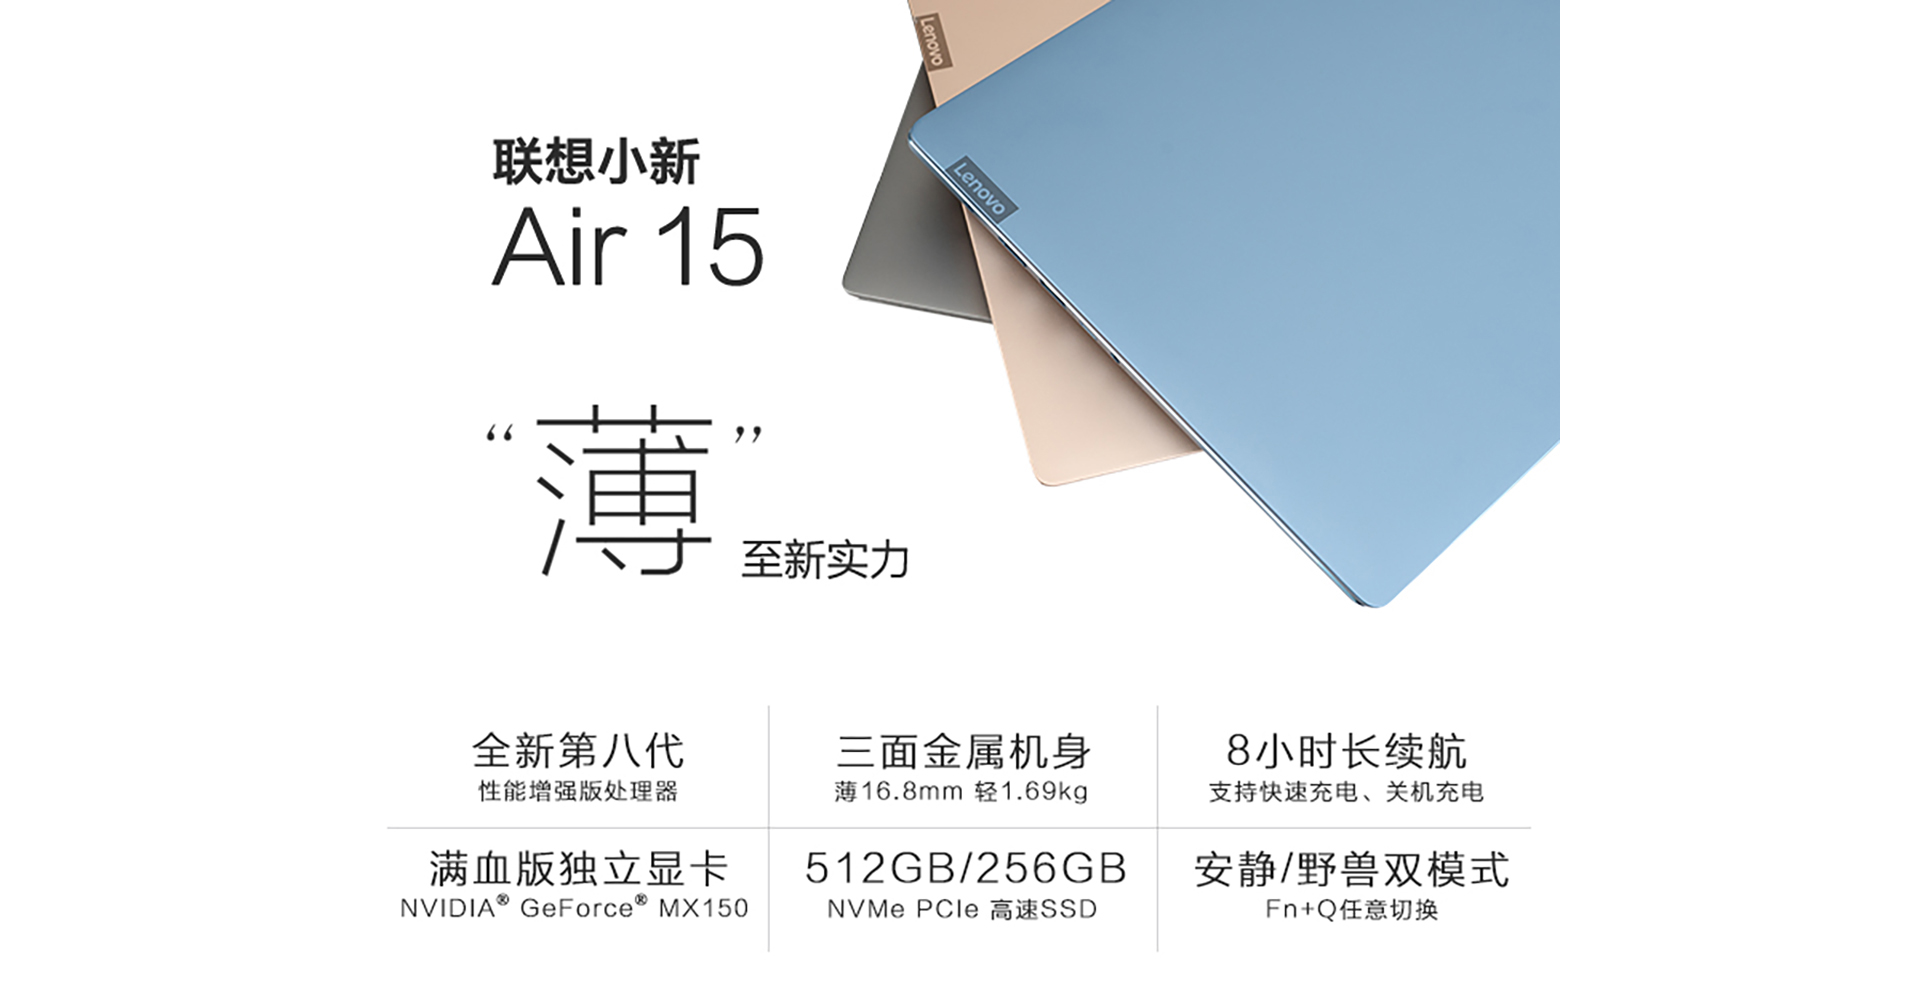 Lenovo
Lenovo
联想小新
Air 15
“薄”
至新实力
全新第八代
性能增强版处理器
三面金属机身
薄16.8mm 轻1.69kg
8小时长续航
支持快速充电、关机充电
满血版独立显卡
NVIDIA® GeForce® MX150
512GB/256GB
NVMe PCIe 高速SSD
安静/野兽双模式
Fn+Q任意切换